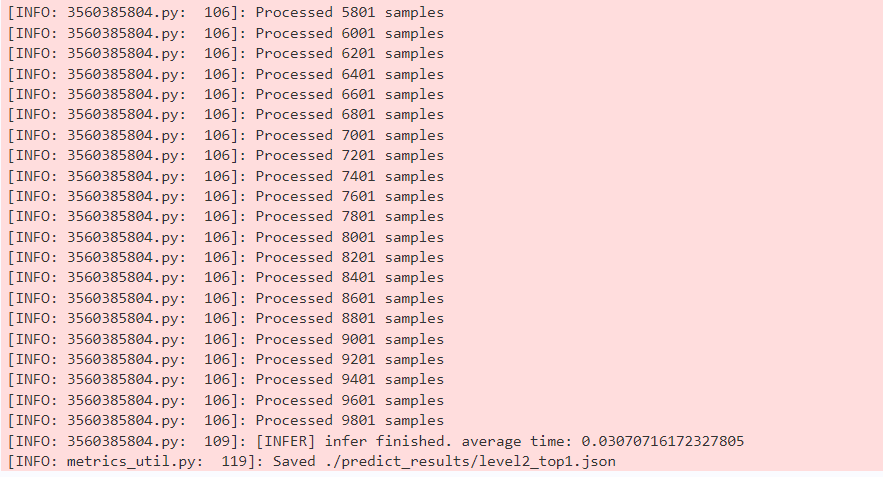 [INFO: 3560385804.py:  106]: Processed 5801 samples
[INFO: 3560385804.py:  106]: Processed 6001 samples
[INFO: 3560385804.py:  106]: Processed 6201 samples
[INFO: 3560385804.py:  106]: Processed 6401 samples
[INFO: 3560385804.py:  106]: Processed 6601 samples
[INFO: 3560385804.py:  106]: Processed 6801 samples
[INFO: 3560385804.py:  106]: Processed 7001 samples
[INFO: 3560385804.py:  106]: Processed 7201 samples
[INFO: 3560385804.py:  106]: Processed 7401 samples
[INFO: 3560385804.py:  106]: Processed 7601 samples
[INFO: 3560385804.py:  106]: Processed 7801 samples
[INFO: 3560385804.py:  106]: Processed 8001 samples
[INFO: 3560385804.py:  106]: Processed 8201 samples
[INFO: 3560385804.py:  106]: Processed 8401 samples
[INFO: 3560385804.py:  106]: Processed 8601 samples
[INFO: 3560385804.py:  106]: Processed 8801 samples
[INFO: 3560385804.py:  106]: Processed 9001 samples
[INFO: 3560385804.py:  106]: Processed 9201 samples
[INFO: 3560385804.py:  106]: Processed 9401 samples
[INFO: 3560385804.py:  106]: Processed 9601 samples
[INFO: 3560385804.py:  106]: Processed 9801 samples
[INFO: 3560385804.py:  109]: [INFER] infer finished. average time: 0.03070716172327805
[INFO: metrics_util.py:  119]: Saved ./predict_results/level2_top1.json